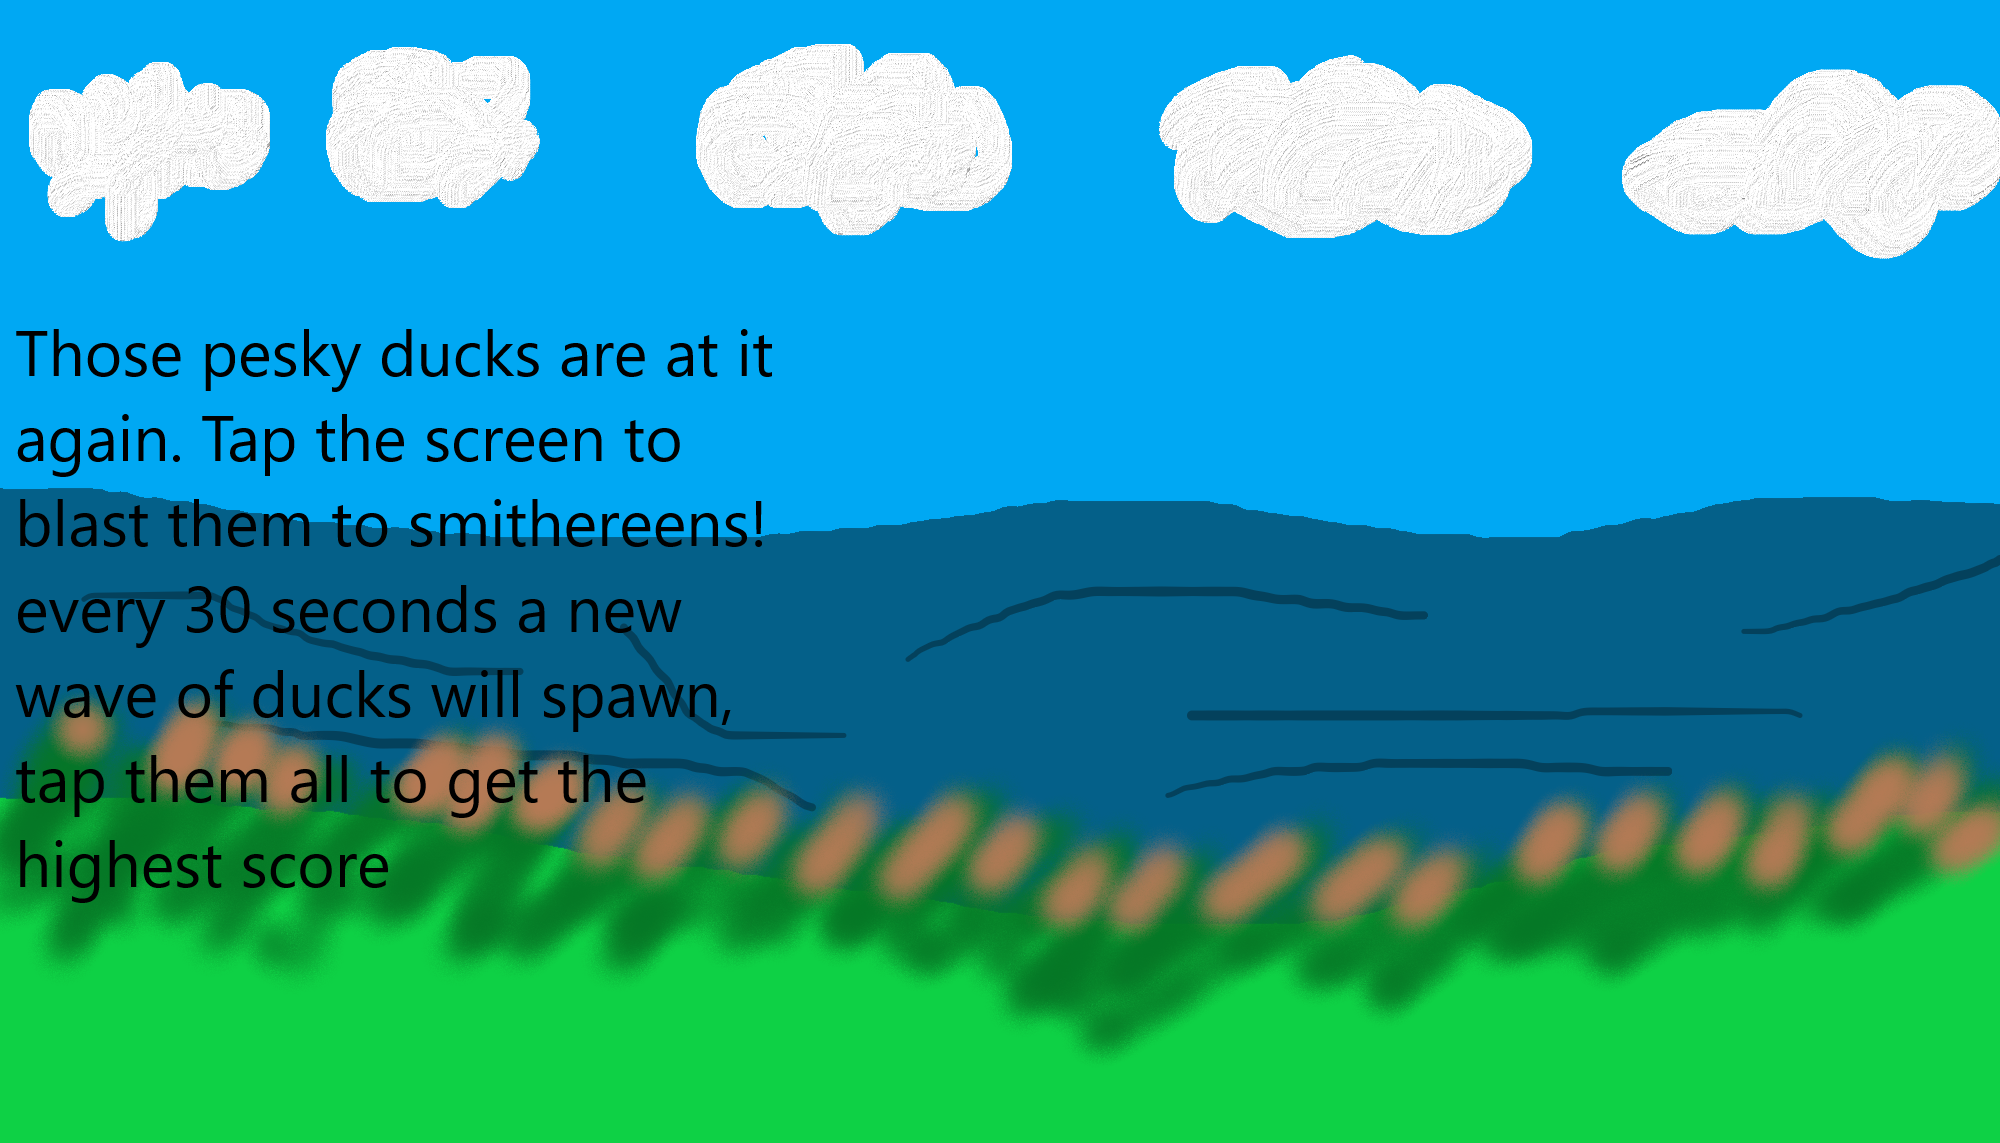 Those pesky ducks are at it
again. Tap the screen to
blast them to smithereens!
every 30 seconds a new
wave of ducks will spawn,
tap them all to get the
highest score